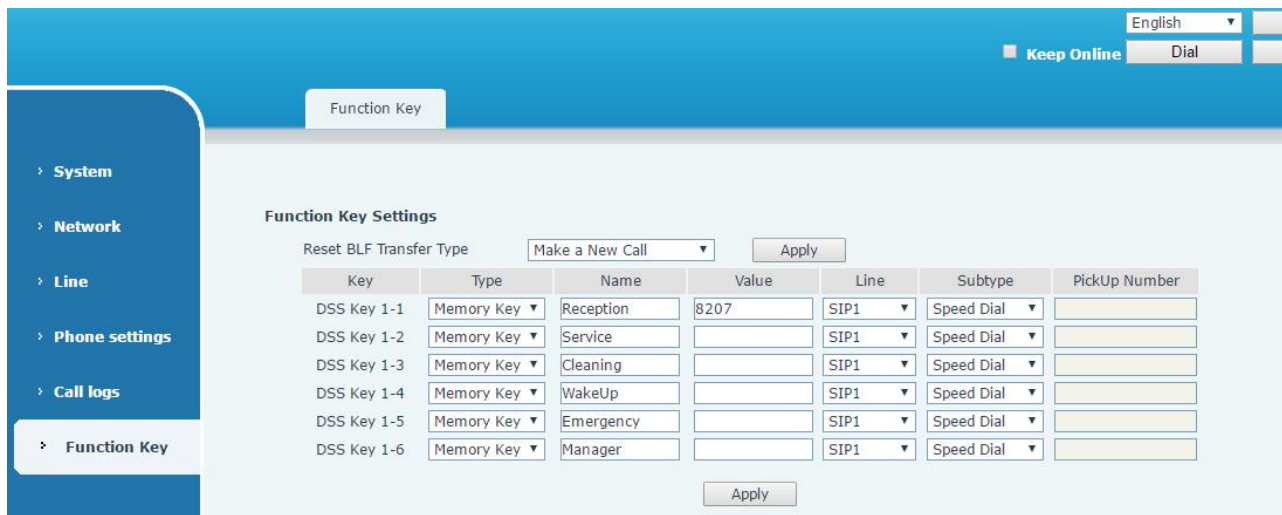 English
Keep Online Dial
Function Key
System
Network
Line
Phone settings
Call logs
Function Key
Function Key Settings
Reset BLF Transfer Type Make a New Call Apply
Key Type Name Value Line Subtype PickUp Number
DSS Key 1-1 Memory Key Reception 8207 SIP1 Speed Dial
DSS Key 1-2 Memory Key Service SIP1 Speed Dial
DSS Key 1-3 Memory Key Cleaning SIP1 Speed Dial
DSS Key 1-4 Memory Key WakeUp SIP1 Speed Dial
DSS Key 1-5 Memory Key Emergency SIP1 Speed Dial
DSS Key 1-6 Memory Key Manager SIP1 Speed Dial
Apply